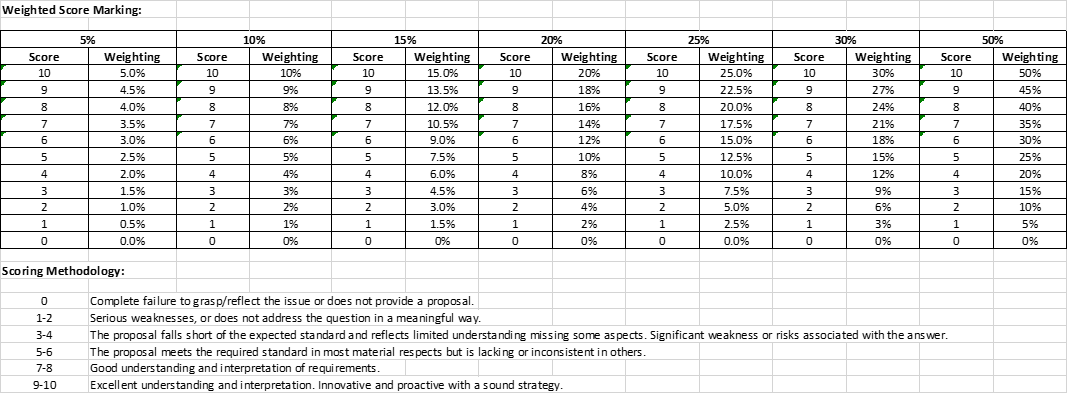 Weighted Score Marking:
5% 10% 15% 20% 25% 30% 50%
Score Weighting Score Weighting Score Weighting Score Weighting Score Weighting Score Weighting Score Weighting
10 5.0% 10 10% 10 15.0% 10 20% 10 25.0% 10 30% 10 50%
9 4.5% 9 9% 9 13.5% 9 18% 9 22.5% 9 27% 9 45%
8 4.0% 8 8% 8 12.0% 8 16% 8 20.0% 8 24% 8 40%
7 3.5% 7 7% 7 10.5% 7 14% 7 17.5% 7 21% 7 35%
6 3.0% 6 6% 6 9.0% 6 12% 6 15.0% 6 18% 6 30%
5 2.5% 5 5% 5 7.5% 5 10% 5 12.5% 5 15% 5 25%
4 2.0% 4 4% 4 6.0% 4 8% 4 10.0% 4 12% 4 20%
3 1.5% 3 3% 3 4.5% 3 6% 3 7.5% 3 9% 3 15%
2 1.0% 2 2% 2 3.0% 2 4% 2 5.0% 2 6% 2 10%
1 0.5% 1 1% 1 1.5% 1 2% 1 2.5% 1 3% 1 5%
0 0.0% 0 0% 0 0% 0 0% 0 0.0% 0 0% 0 0%
Scoring Methodology:
0 Complete failure to grasp/reflect the issue or does not provide a proposal.
1-2 Serious weaknesses, or does not address the question in a meaningful way.
3-4 The proposal falls short of the expected standard and reflects limited understanding missing some aspects. Significant weakness or risks associated with the answer.
5-6 The proposal meets the required standard in most material respects but is lacking or inconsistent in others.
7-8 Good understanding and interpretation of requirements.
9-10 Excellent understanding and interpretation. Innovative and proactive with a sound strategy.